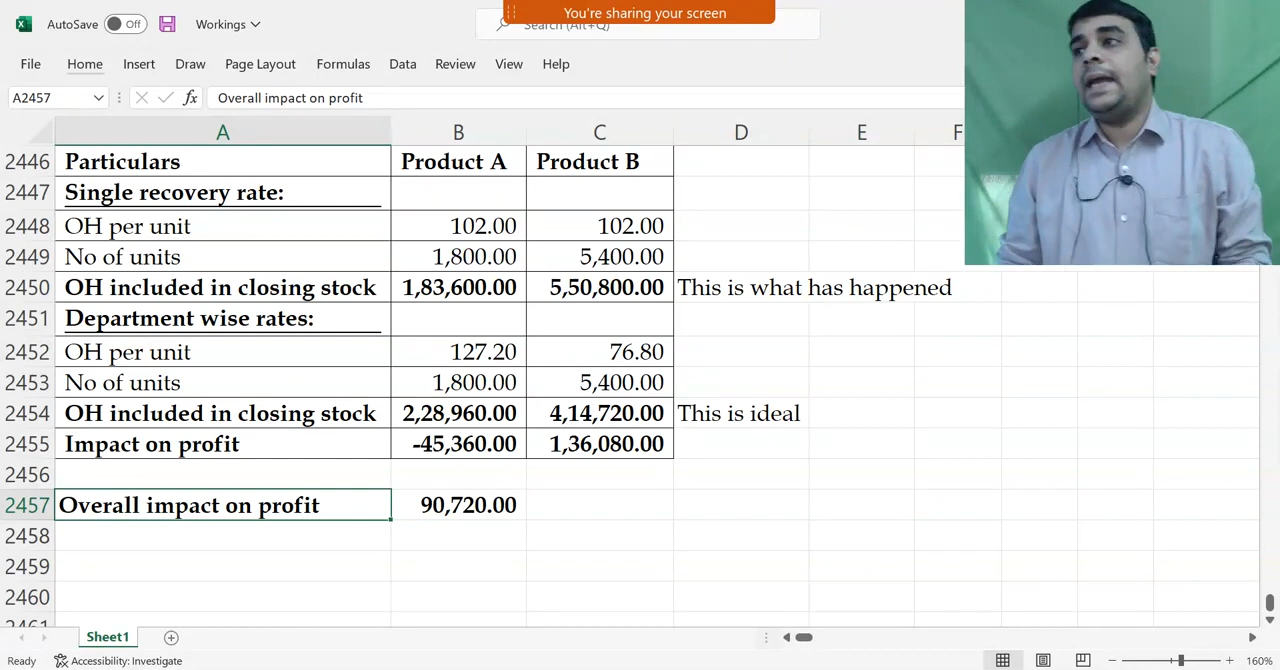 You're sharing your screen
AutoSave Off Workings Search (Alt+Q)
File Home Insert Draw Page Layout Formulas Data Review View Help
A2457 fx Overall impact on profit
A B C D E F
2446 Particulars Product A Product B
2447 Single recovery rate:
2448 OH per unit 102.00 102.00
2449 No of units 1,800.00 5,400.00
2450 OH included in closing stock 1,83,600.00 5,50,800.00 This is what has happened
2451 Department wise rates:
2452 OH per unit 127.20 76.80
2453 No of units 1,800.00 5,400.00
2454 OH included in closing stock 2,28,960.00 4,14,720.00 This is ideal
2455 Impact on profit -45,360.00 1,36,080.00
2456
2457 Overall impact on profit 90,720.00
2458
2459
2460
2461
Sheet1
Ready Accessibility: Investigate 160%